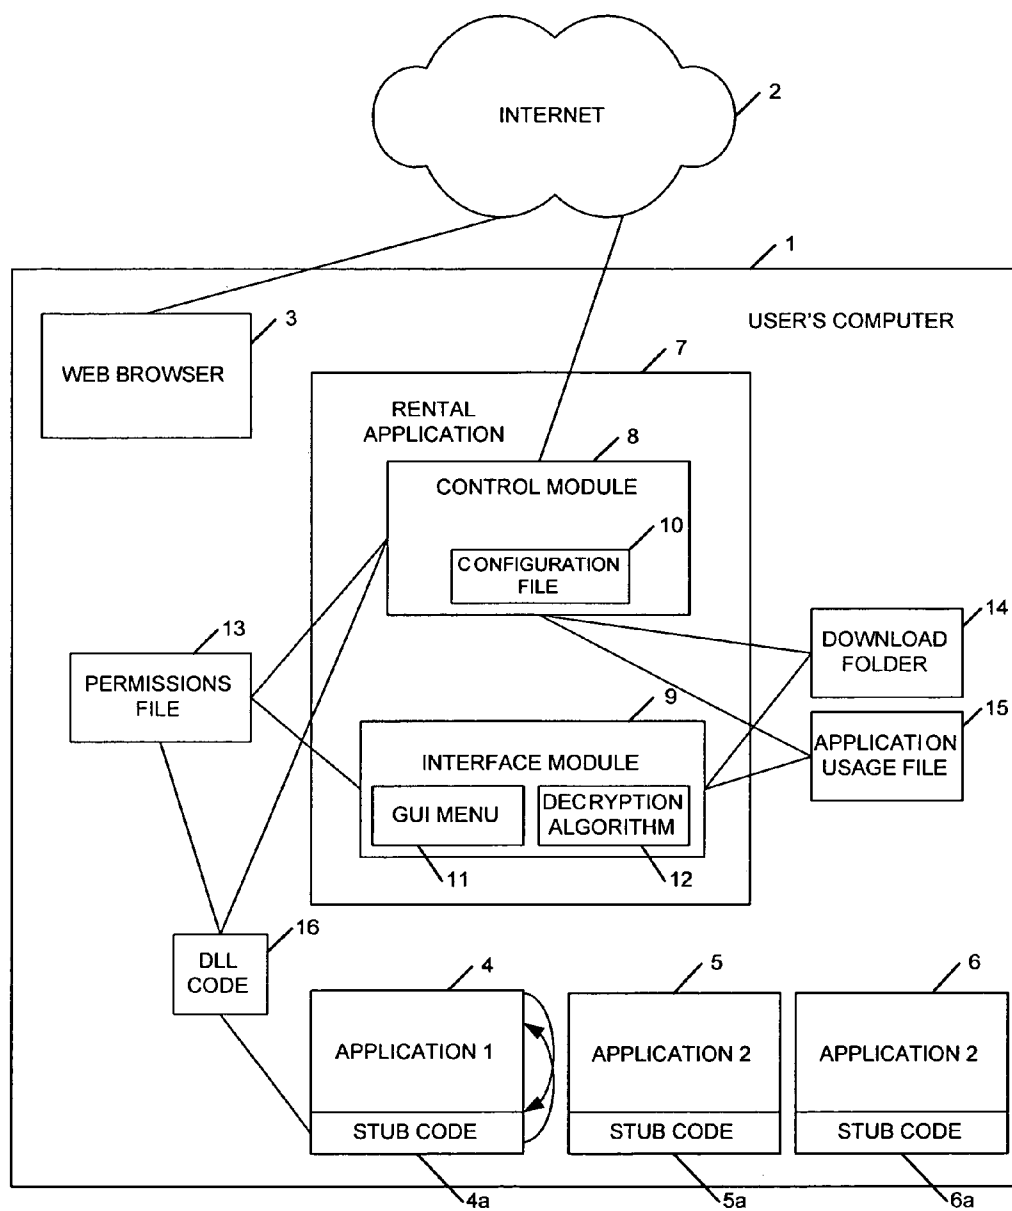 INTERNET
2
1
USER'S COMPUTER
3
WEB BROWSER
7
RENTAL
APPLICATION
8
CONTROL MODULE
10
CONFIGURATION
FILE
13
PERMISSIONS
FILE
14
DOWNLOAD
FOLDER
15
APPLICATION
USAGE FILE
9
INTERFACE MODULE
GUI MENU
DECRYPTION
ALGORITHM
11
12
16
DLL
CODE
4
APPLICATION 1
STUB CODE
4a
5
APPLICATION 2
STUB CODE
5a
6
APPLICATION 2
STUB CODE
6a